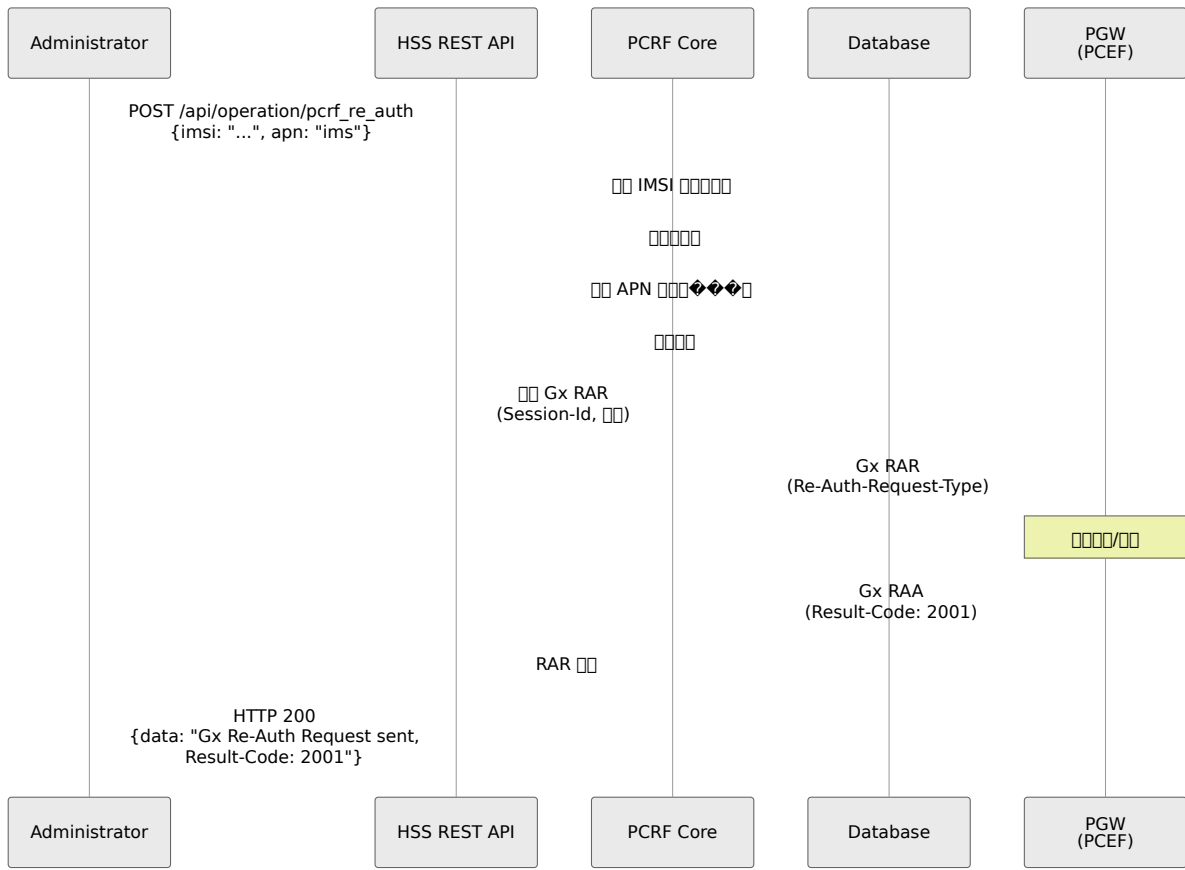 Administrator
HSS REST API
PCRF Core
Database
PGW
(PCEF)
POST /api/operation/pcrf_re_auth
{imsi: "...", apn: "ims"}
IMSI
APN
Gx RAR
(Session-Id,
Gx RAR
(Re-Auth-Request-Type)
/
Gx RAA
(Result-Code: 2001)
RAR
HTTP 200
{data: "Gx Re-Auth Request sent,
Result-Code: 2001"}
Administrator
HSS REST API
PCRF Core
Database
PGW
(PCEF)